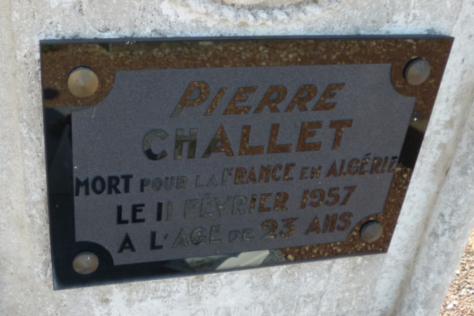 PIERRE
CHALLET
MORT POUR LA FRANCE EN ALGÉRIE
LE 11 FÉVRIER 1957
A L'AGE DE 23 ANS